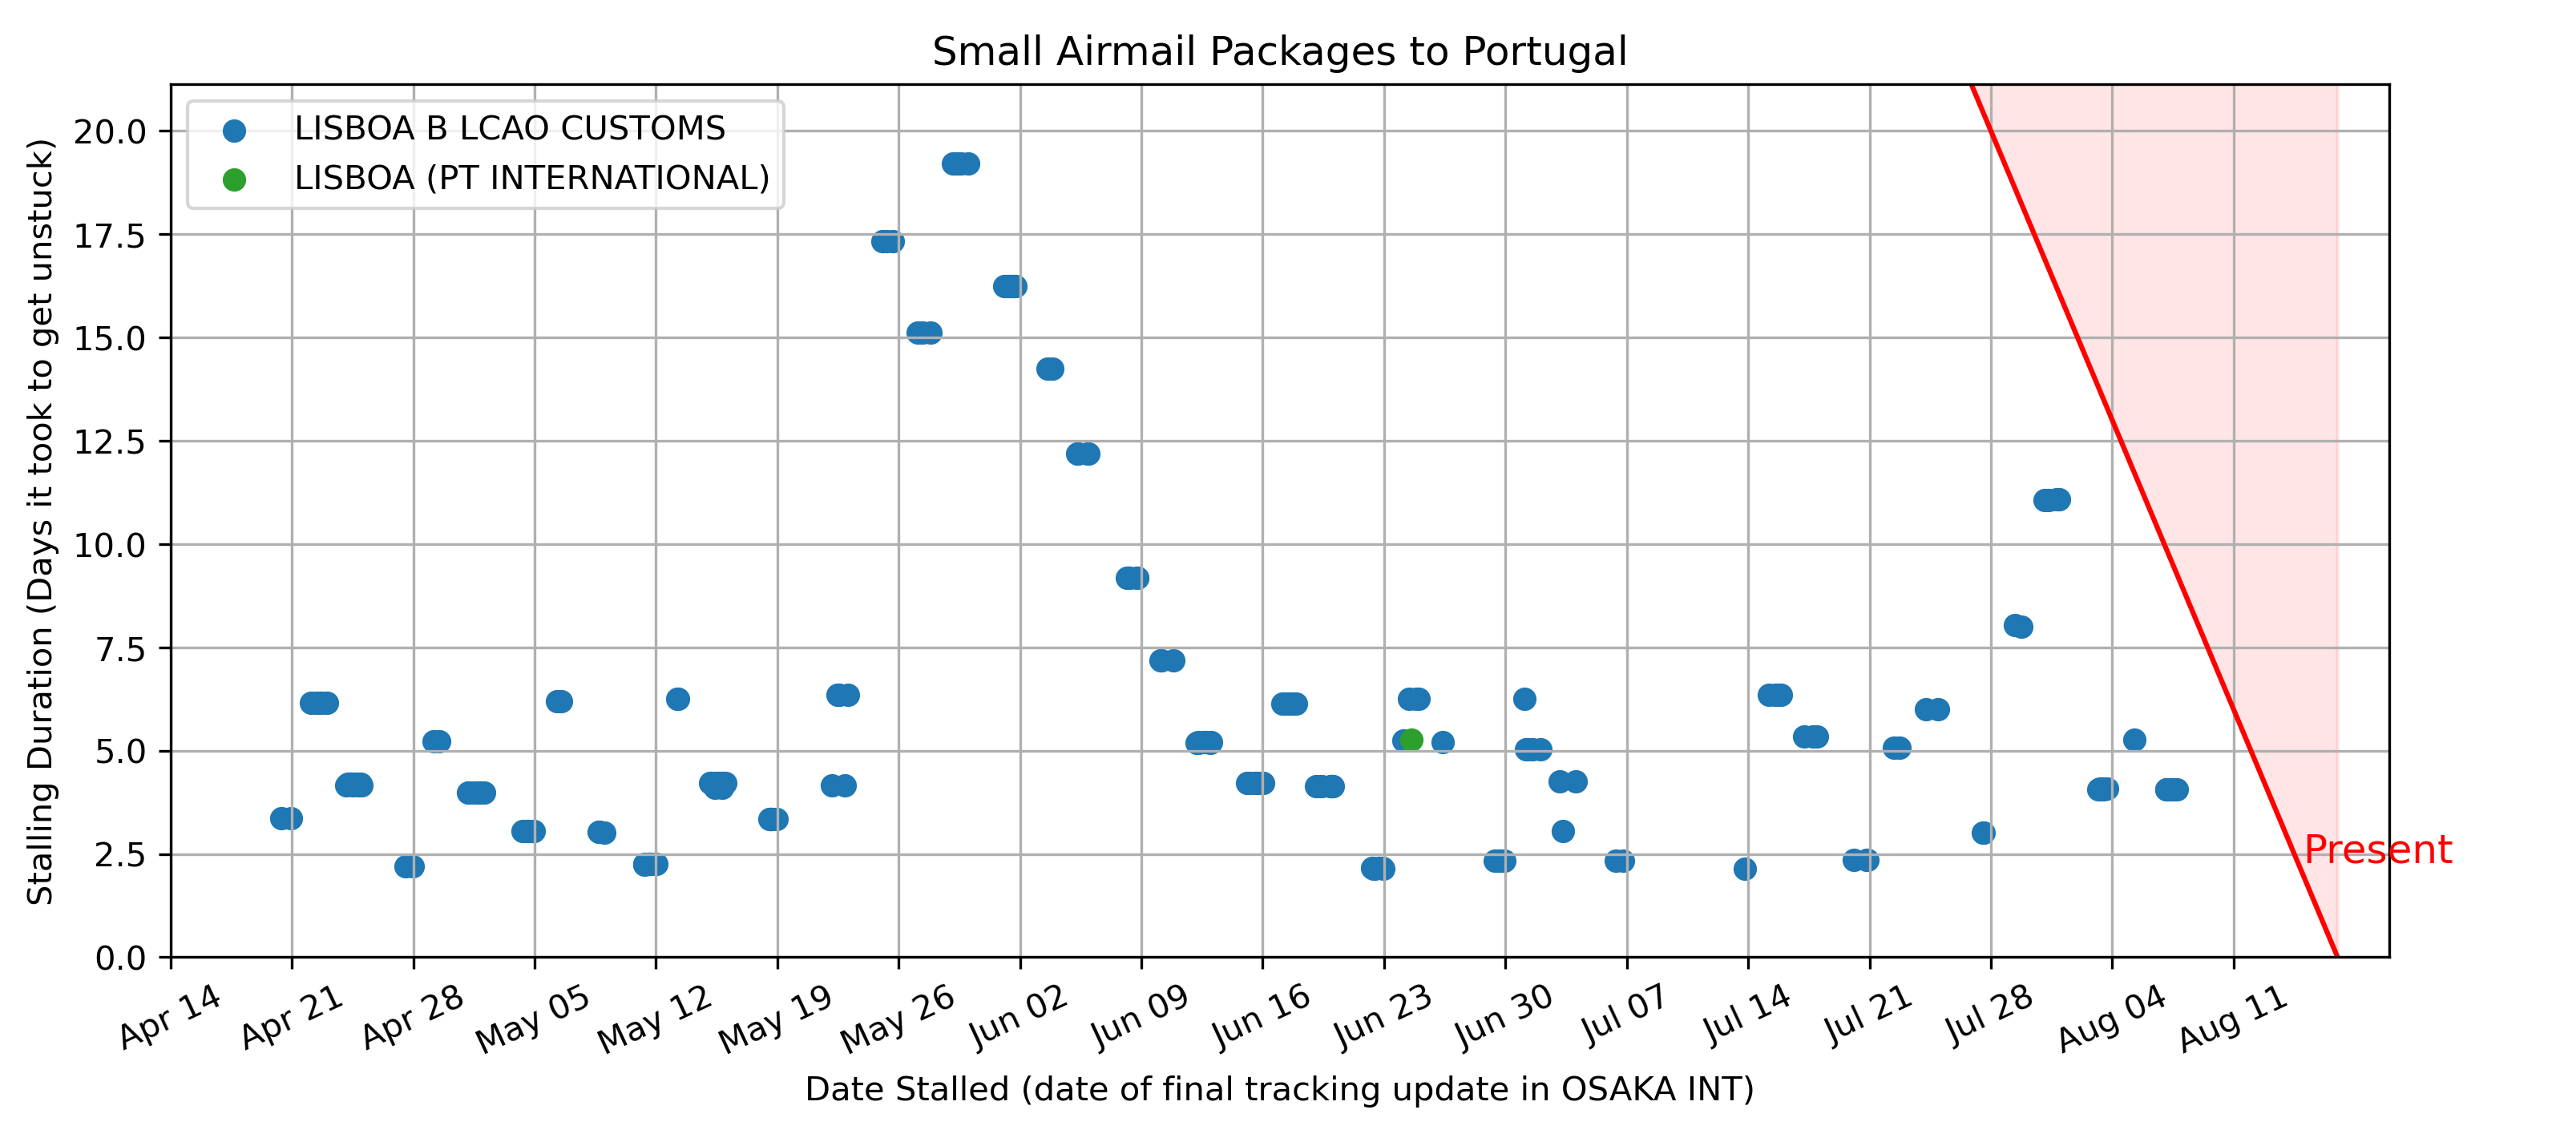 Small Airmail Packages to Portugal
LISBOA B LCAO CUSTOMS
LISBOA (PT INTERNATIONAL)
Stalling Duration (Days it took to get unstuck)
20.0
17.5
15.0
12.5
10.0
7.5
5.0
2.5
0.0
Present
Apr 14
Apr 21
Apr 28
May 05
May 12
May 19
May 26
Jun 02
Jun 09
Jun 16
Jun 23
Jun 30
Jul 07
Jul 14
Jul 21
Jul 28
Aug 04
Aug 11
Date Stalled (date of final tracking update in OSAKA INT)